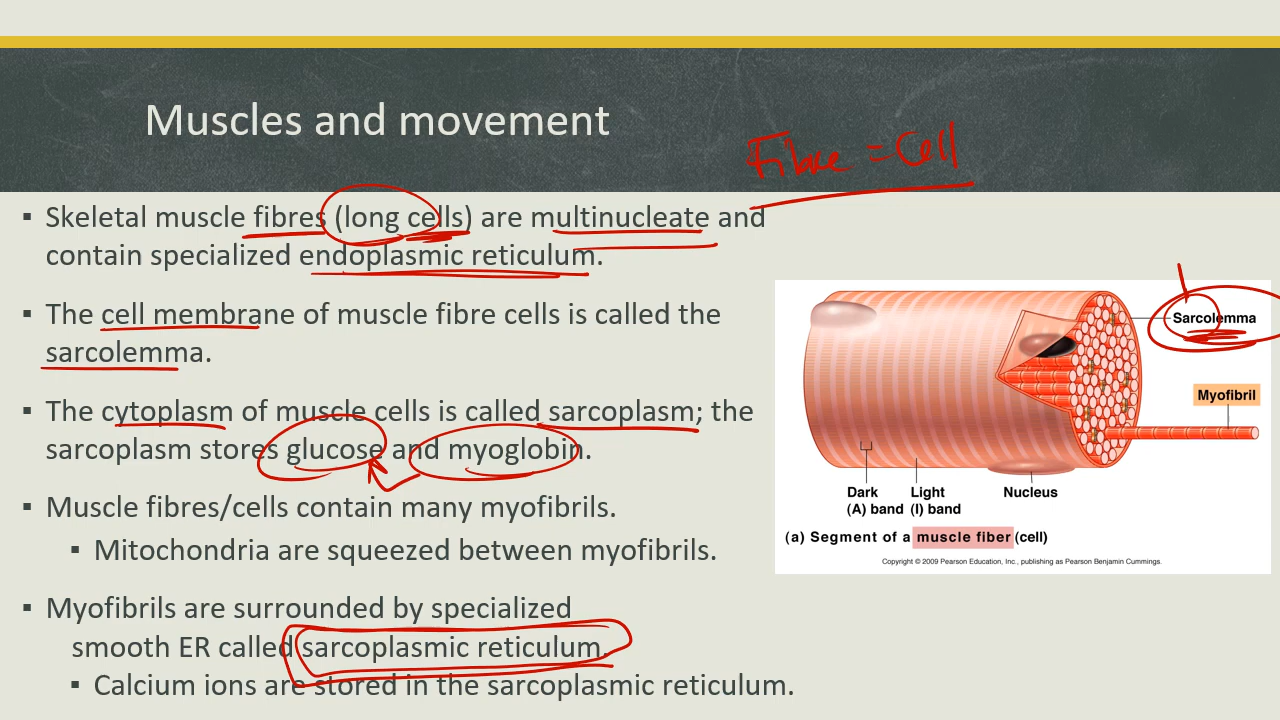 Muscles and movement
Fibre = Cell
▪ Skeletal muscle fibres (long cells) are multinucleate and
contain specialized endoplasmic reticulum.
▪ The cell membrane of muscle fibre cells is called the
sarcolemma.
▪ The cytoplasm of muscle cells is called sarcoplasm; the
sarcoplasm stores glucose and myoglobin.
▪ Muscle fibres/cells contain many myofibrils.
▪ Mitochondria are squeezed between myofibrils.
▪ Myofibrils are surrounded by specialized
smooth ER called sarcoplasmic reticulum.
▪ Calcium ions are stored in the sarcoplasmic reticulum.
Sarcolemma
Myofibril
Dark
(A) band
Light
(I) band
Nucleus
(a) Segment of a muscle fiber (cell)
Copyright © 2009 Pearson Education, Inc., publishing as Pearson Benjamin Cummings.